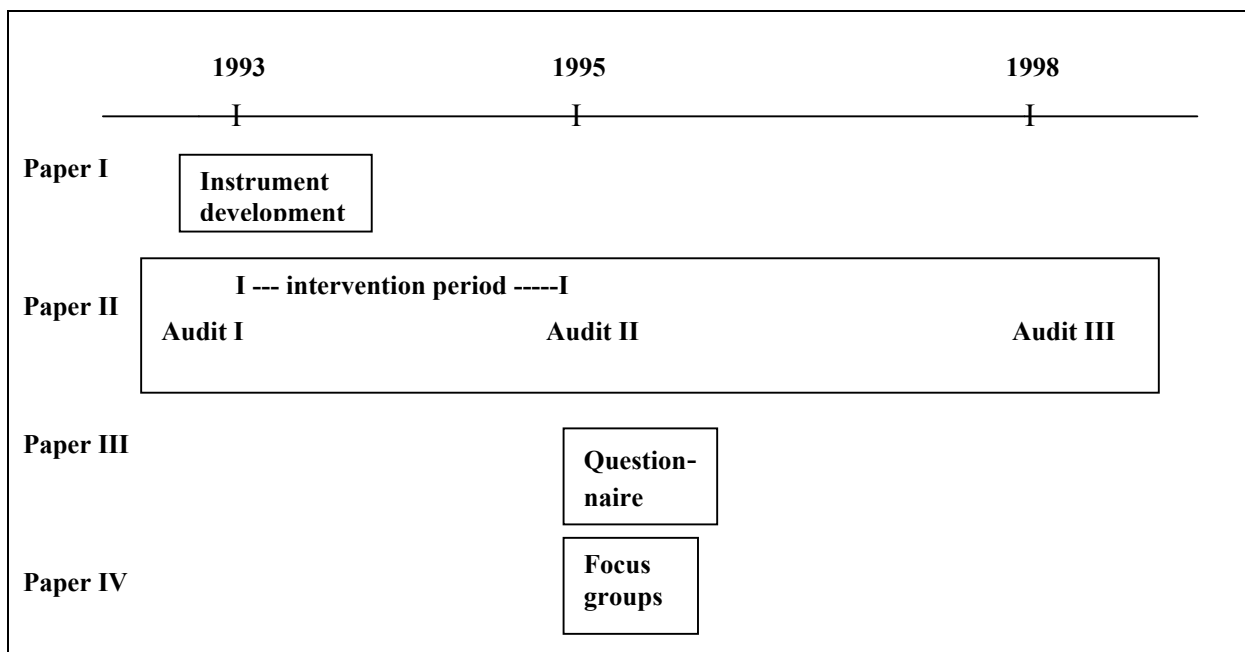 1993 1995 1998
I I I
Paper I
Instrument
development
I --- intervention period -----I
Paper II
Audit I Audit II Audit III
Paper III
Question-
naire
Focus
groups
Paper IV